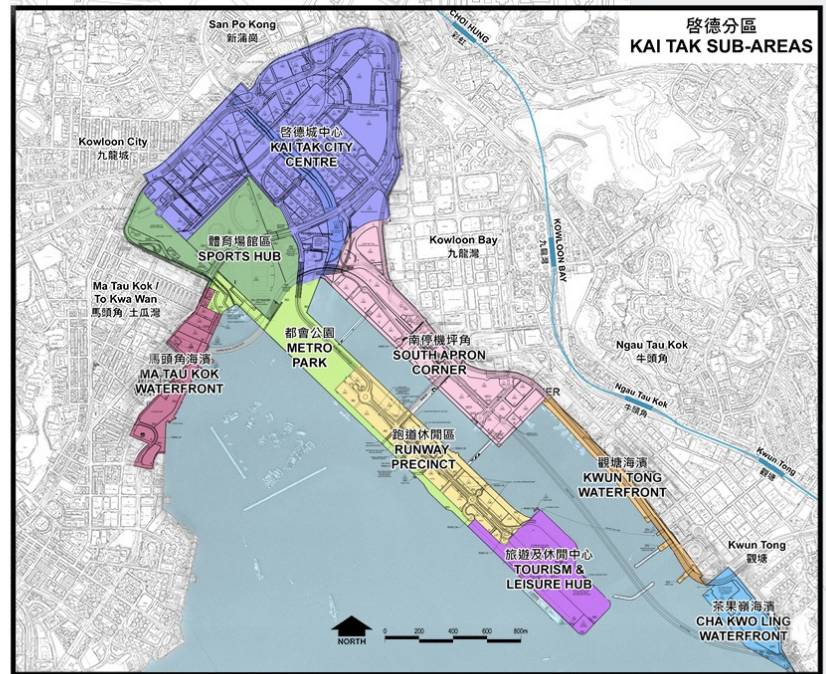 啓德分區
KAI TAK SUB-AREAS
San Po Kong
新蒲崗
CHOI HUNG
彩虹
Kowloon City
九龍城
啓德城中心
KAI TAK CITY
CENTRE
KOWLOON BAY
九龍灣
Kowloon Bay
九龍灣
體育場館區
SPORTS HUB
Ma Tau Kok /
To Kwa Wan
馬頭角/土瓜灣
都會公園
METRO
PARK
南停機坪角
SOUTH APRON
CORNER
Ngau Tau Kok
牛頭角
馬頭角海濱
MA TAU KOK
WATERFRONT
ER
Ngau Tau Kok
牛頭角
跑道休閒區
RUNWAY
PRECINCT
觀塘海濱
KWUN TONG
WATERFRONT
Kwun Tong
觀塘
Kwun Tong
觀塘
旅遊及休閒中心
TOURISM &
LEISURE HUB
茶果嶺海濱
CHA KWO LING
WATERFRONT
NORTH
0 200 400 600 800m